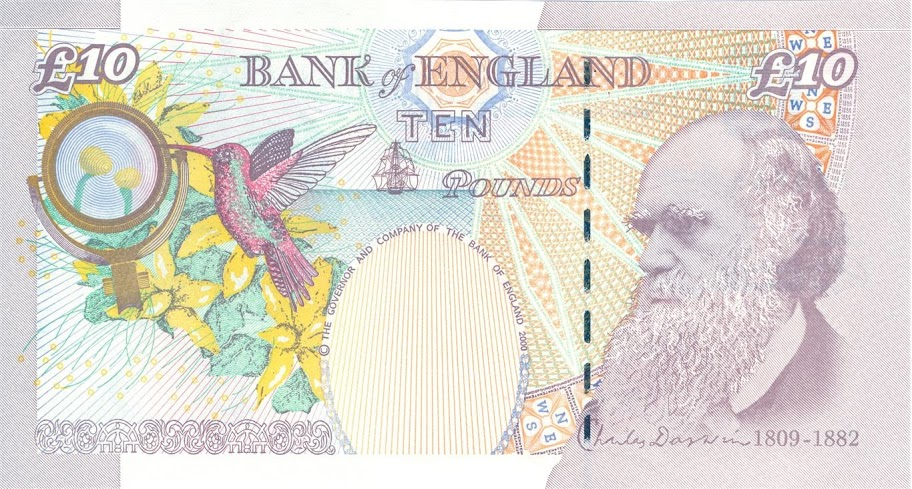 £10
BANK of ENGLAND
£10
TEN
POUNDS
© THE GOVERNOR AND COMPANY OF THE BANK OF ENGLAND 2000
W E
N E
W S
W N
S E
Charles Darwin 1809-1882